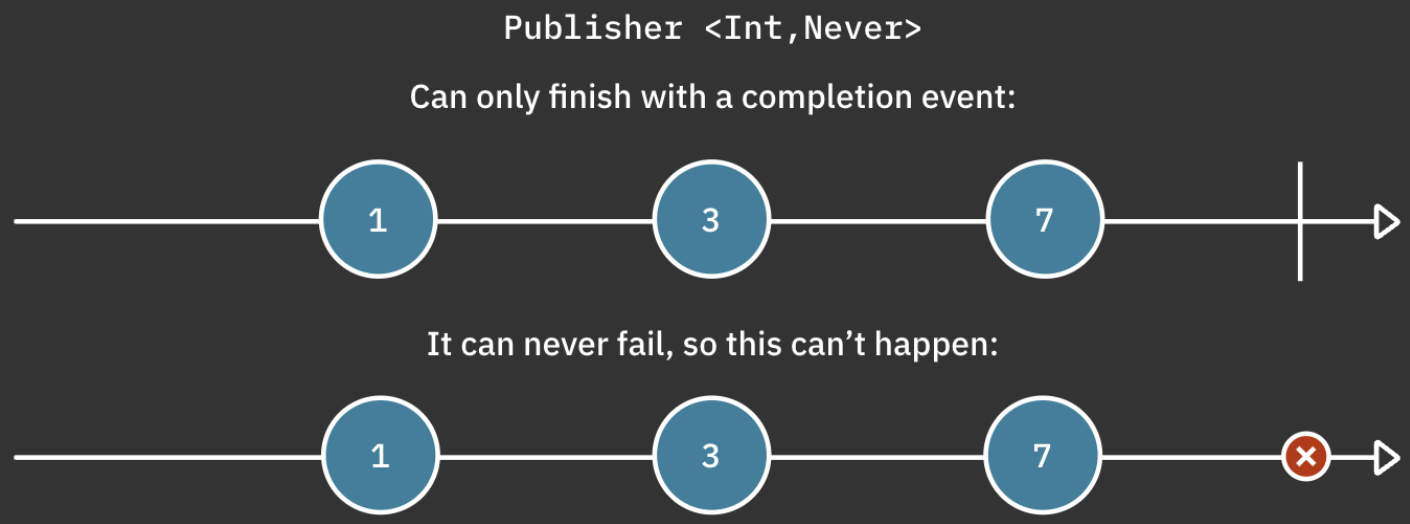 Publisher <Int,Never>
Can only finish with a completion event:
1 3 7
It can never fail, so this can’t happen:
1 3 7